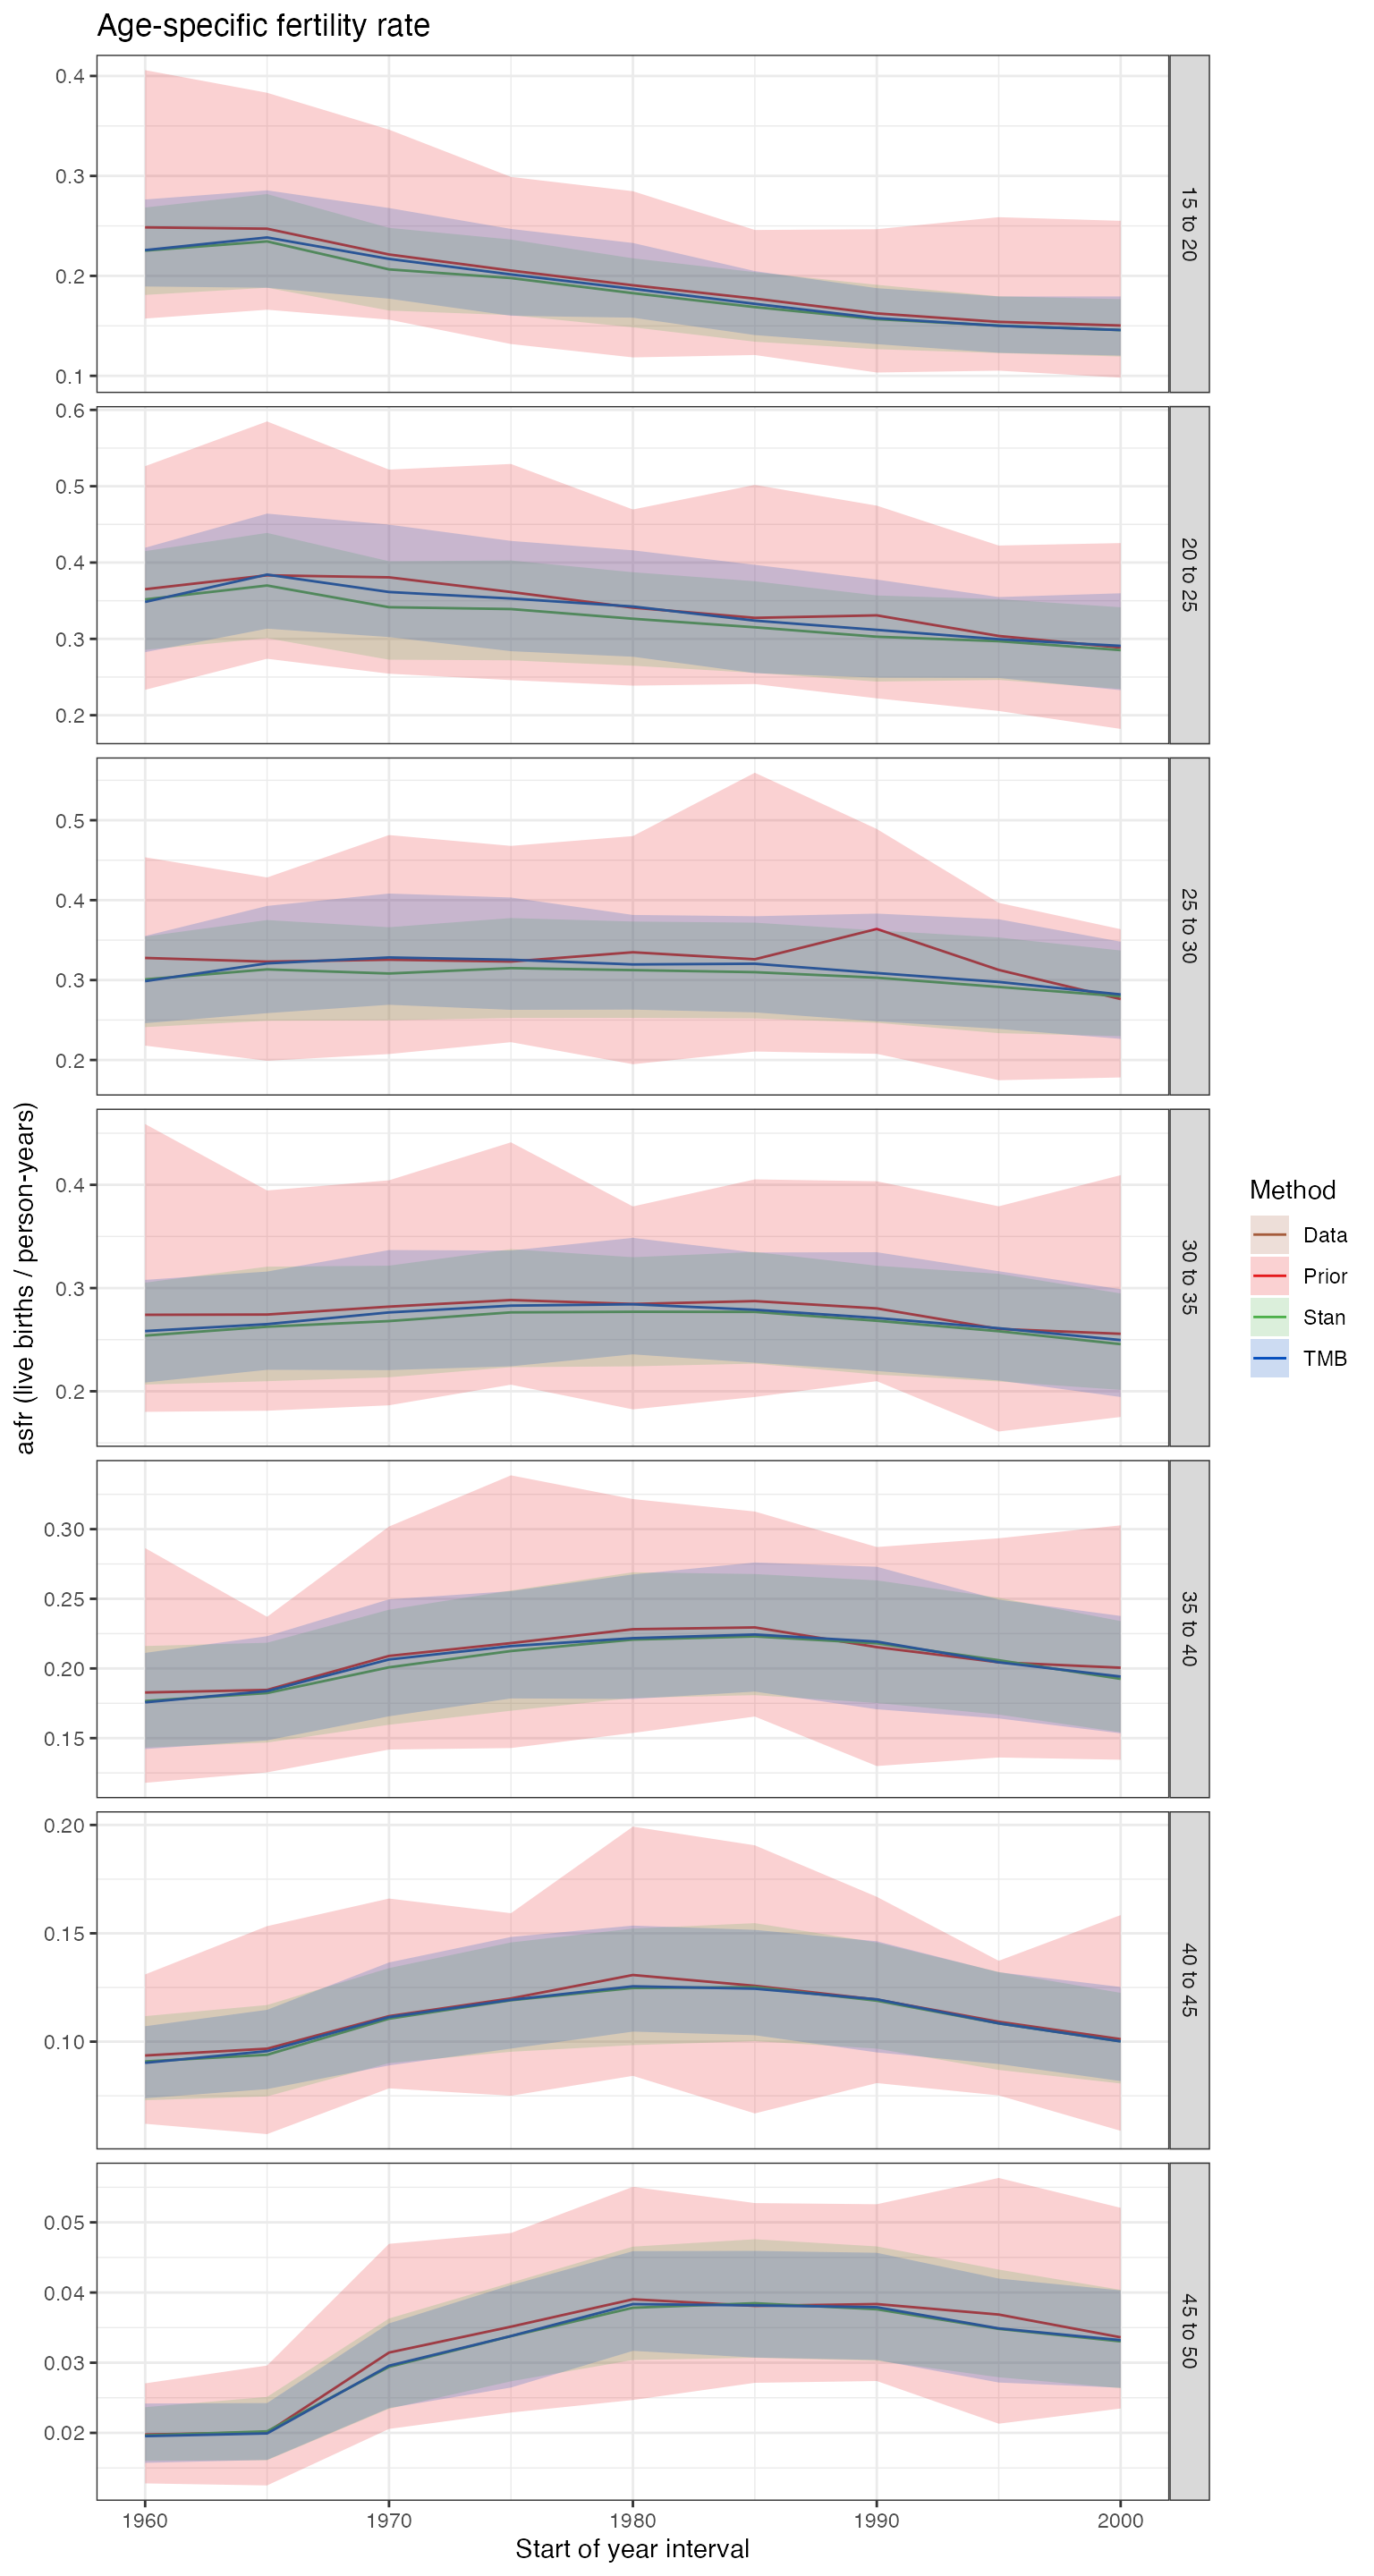 Age-specific fertility rate
0.4
0.3
0.2
0.1
15 to 20
0.6
0.5
0.4
0.3
0.2
20 to 25
0.5
0.4
0.3
0.2
25 to 30
0.4
0.3
0.2
30 to 35
0.30
0.25
0.20
0.15
35 to 40
0.20
0.15
0.10
40 to 45
0.05
0.04
0.03
0.02
45 to 50
1960
1970
1980
1990
2000
Start of year interval
asfr (live births / person-years)
Method
Data
Prior
Stan
TMB